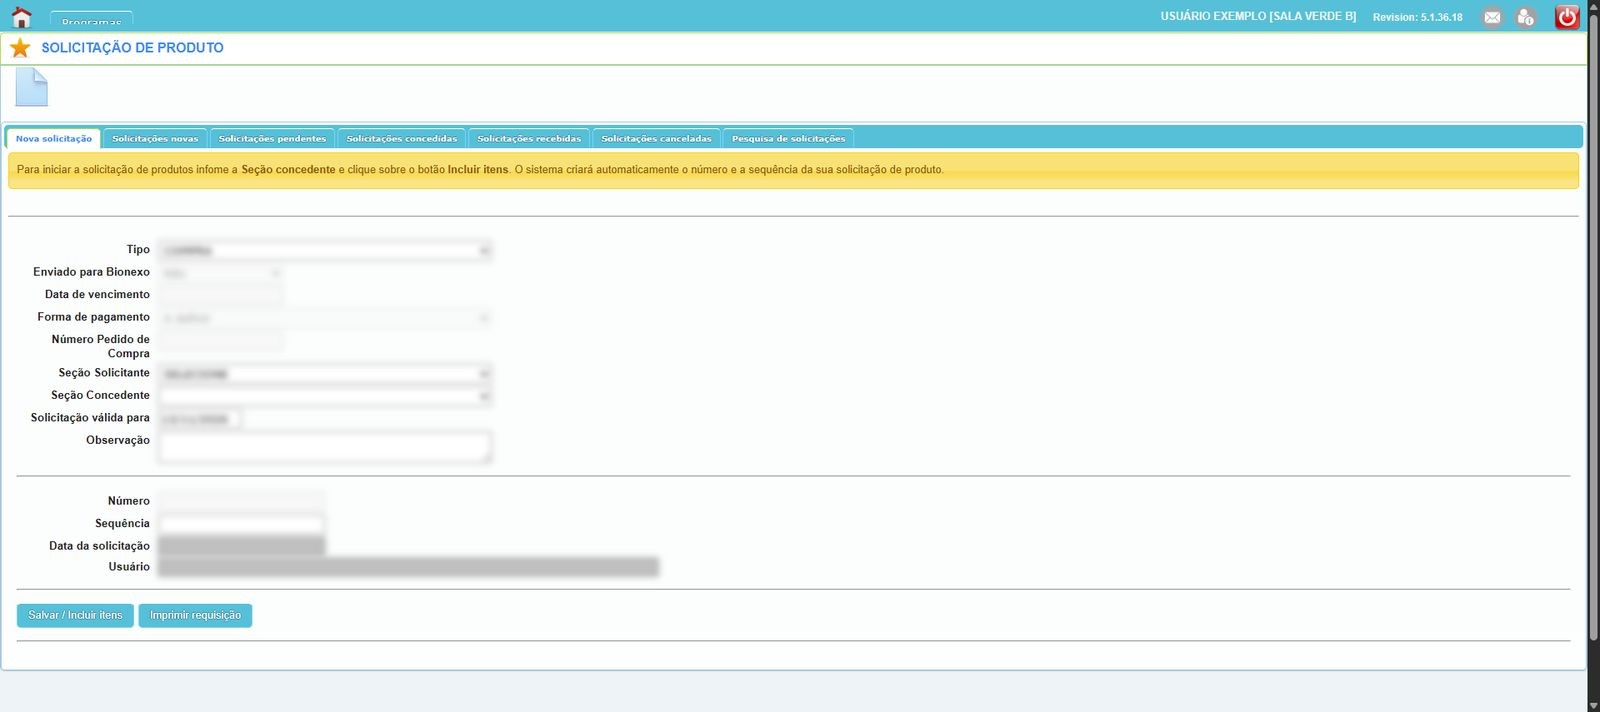 Programas
USUÁRIO EXEMPLO [SALA VERDE B] Revision: 5.1.36.18
SOLICITAÇÃO DE PRODUTO
Nova solicitação Solicitações novas Solicitações pendentes Solicitações concedidas Solicitações recebidas Solicitações canceladas Pesquisa de solicitações
Para iniciar a solicitação de produtos infome a Seção concedente e clique sobre o botão Incluir itens. O sistema criará automaticamente o número e a sequência da sua solicitação de produto.
Tipo
Enviado para Bionexo
Data de vencimento
Forma de pagamento
Número Pedido de
Compra
Seção Solicitante
Seção Concedente
Solicitação válida para
Observação
Número
Sequência
Data da solicitação
Usuário
Salvar / Incluir itens Imprimir requisição